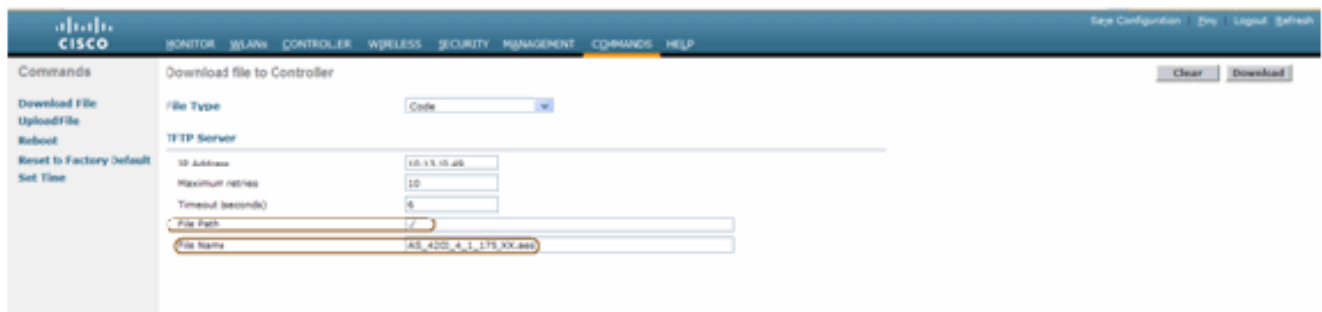 Save Configuration | Ping | Logout Refresh
CISCO
MONITOR WLANs CONTROLLER WIRELESS SECURITY MANAGEMENT COMMANDS HELP
Commands
Download file to Controller
Clear Download
Download File
Upload File
Reboot
Reset to Factory Default
Set Time
File Type Code
TFTP Server
IP Address
Maximum retries 10
Timeout (seconds) 6
File Path ./
File Name